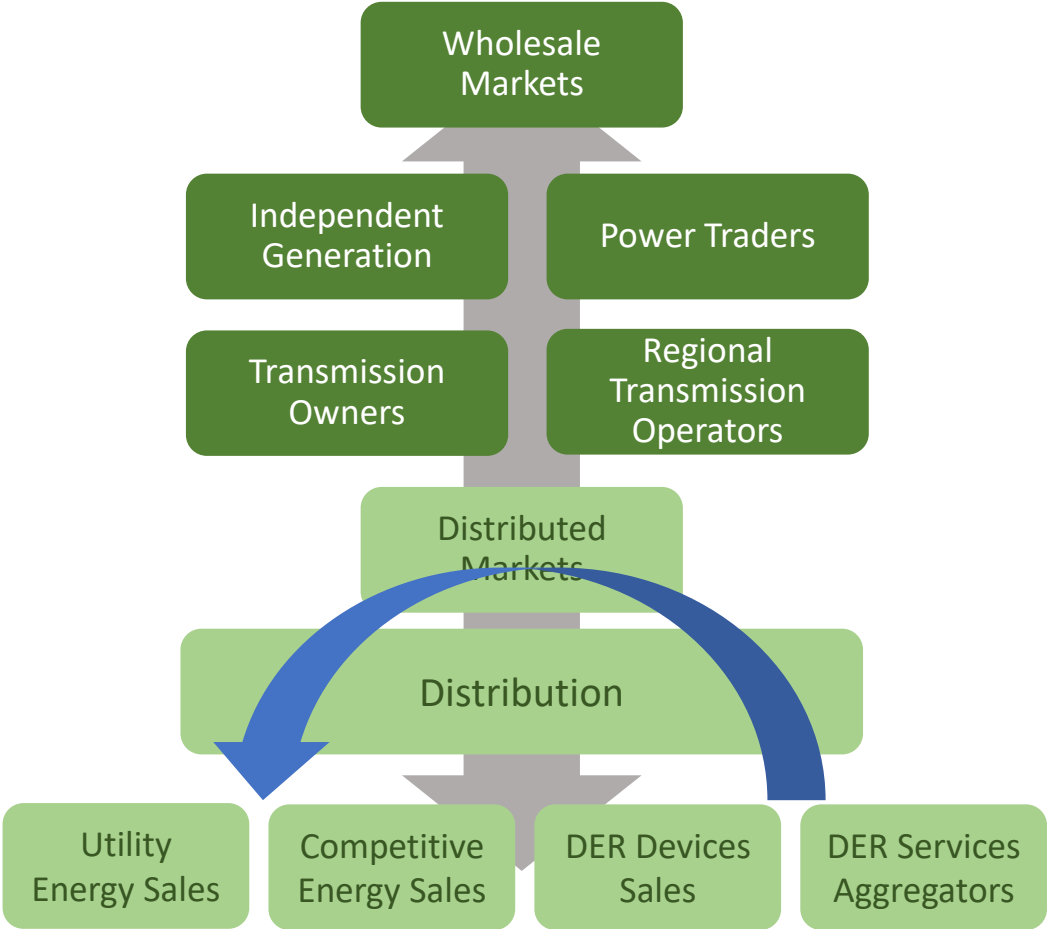 Wholesale
Markets
Independent
Generation
Power Traders
Transmission
Owners
Regional
Transmission
Operators
Distributed
Markets
Distribution
Utility
Energy Sales
Competitive
Energy Sales
DER Devices
Sales
DER Services
Aggregators